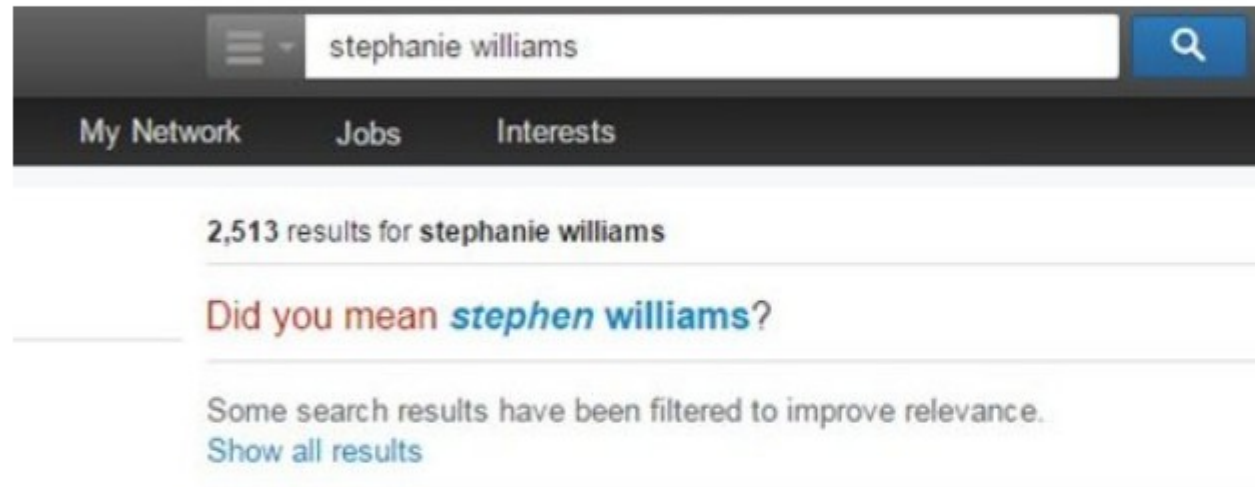 stephanie williams
My Network Jobs Interests
2,513 results for stephanie williams
Did you mean stephen williams?
Some search results have been filtered to improve relevance.
Show all results